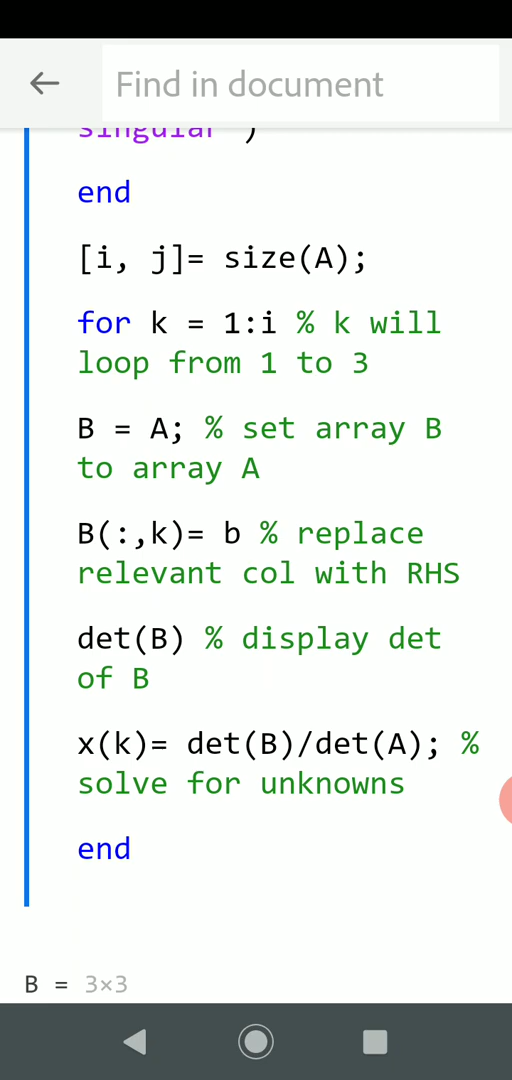 Find in document
singular ')
end
[i, j]= size(A);
for k = 1:i % k will
loop from 1 to 3
B = A; % set array B
to array A
B(:,k)= b % replace
relevant col with RHS
det(B) % display det
of B
x(k)= det(B)/det(A); %
solve for unknowns
end
B = 3×3